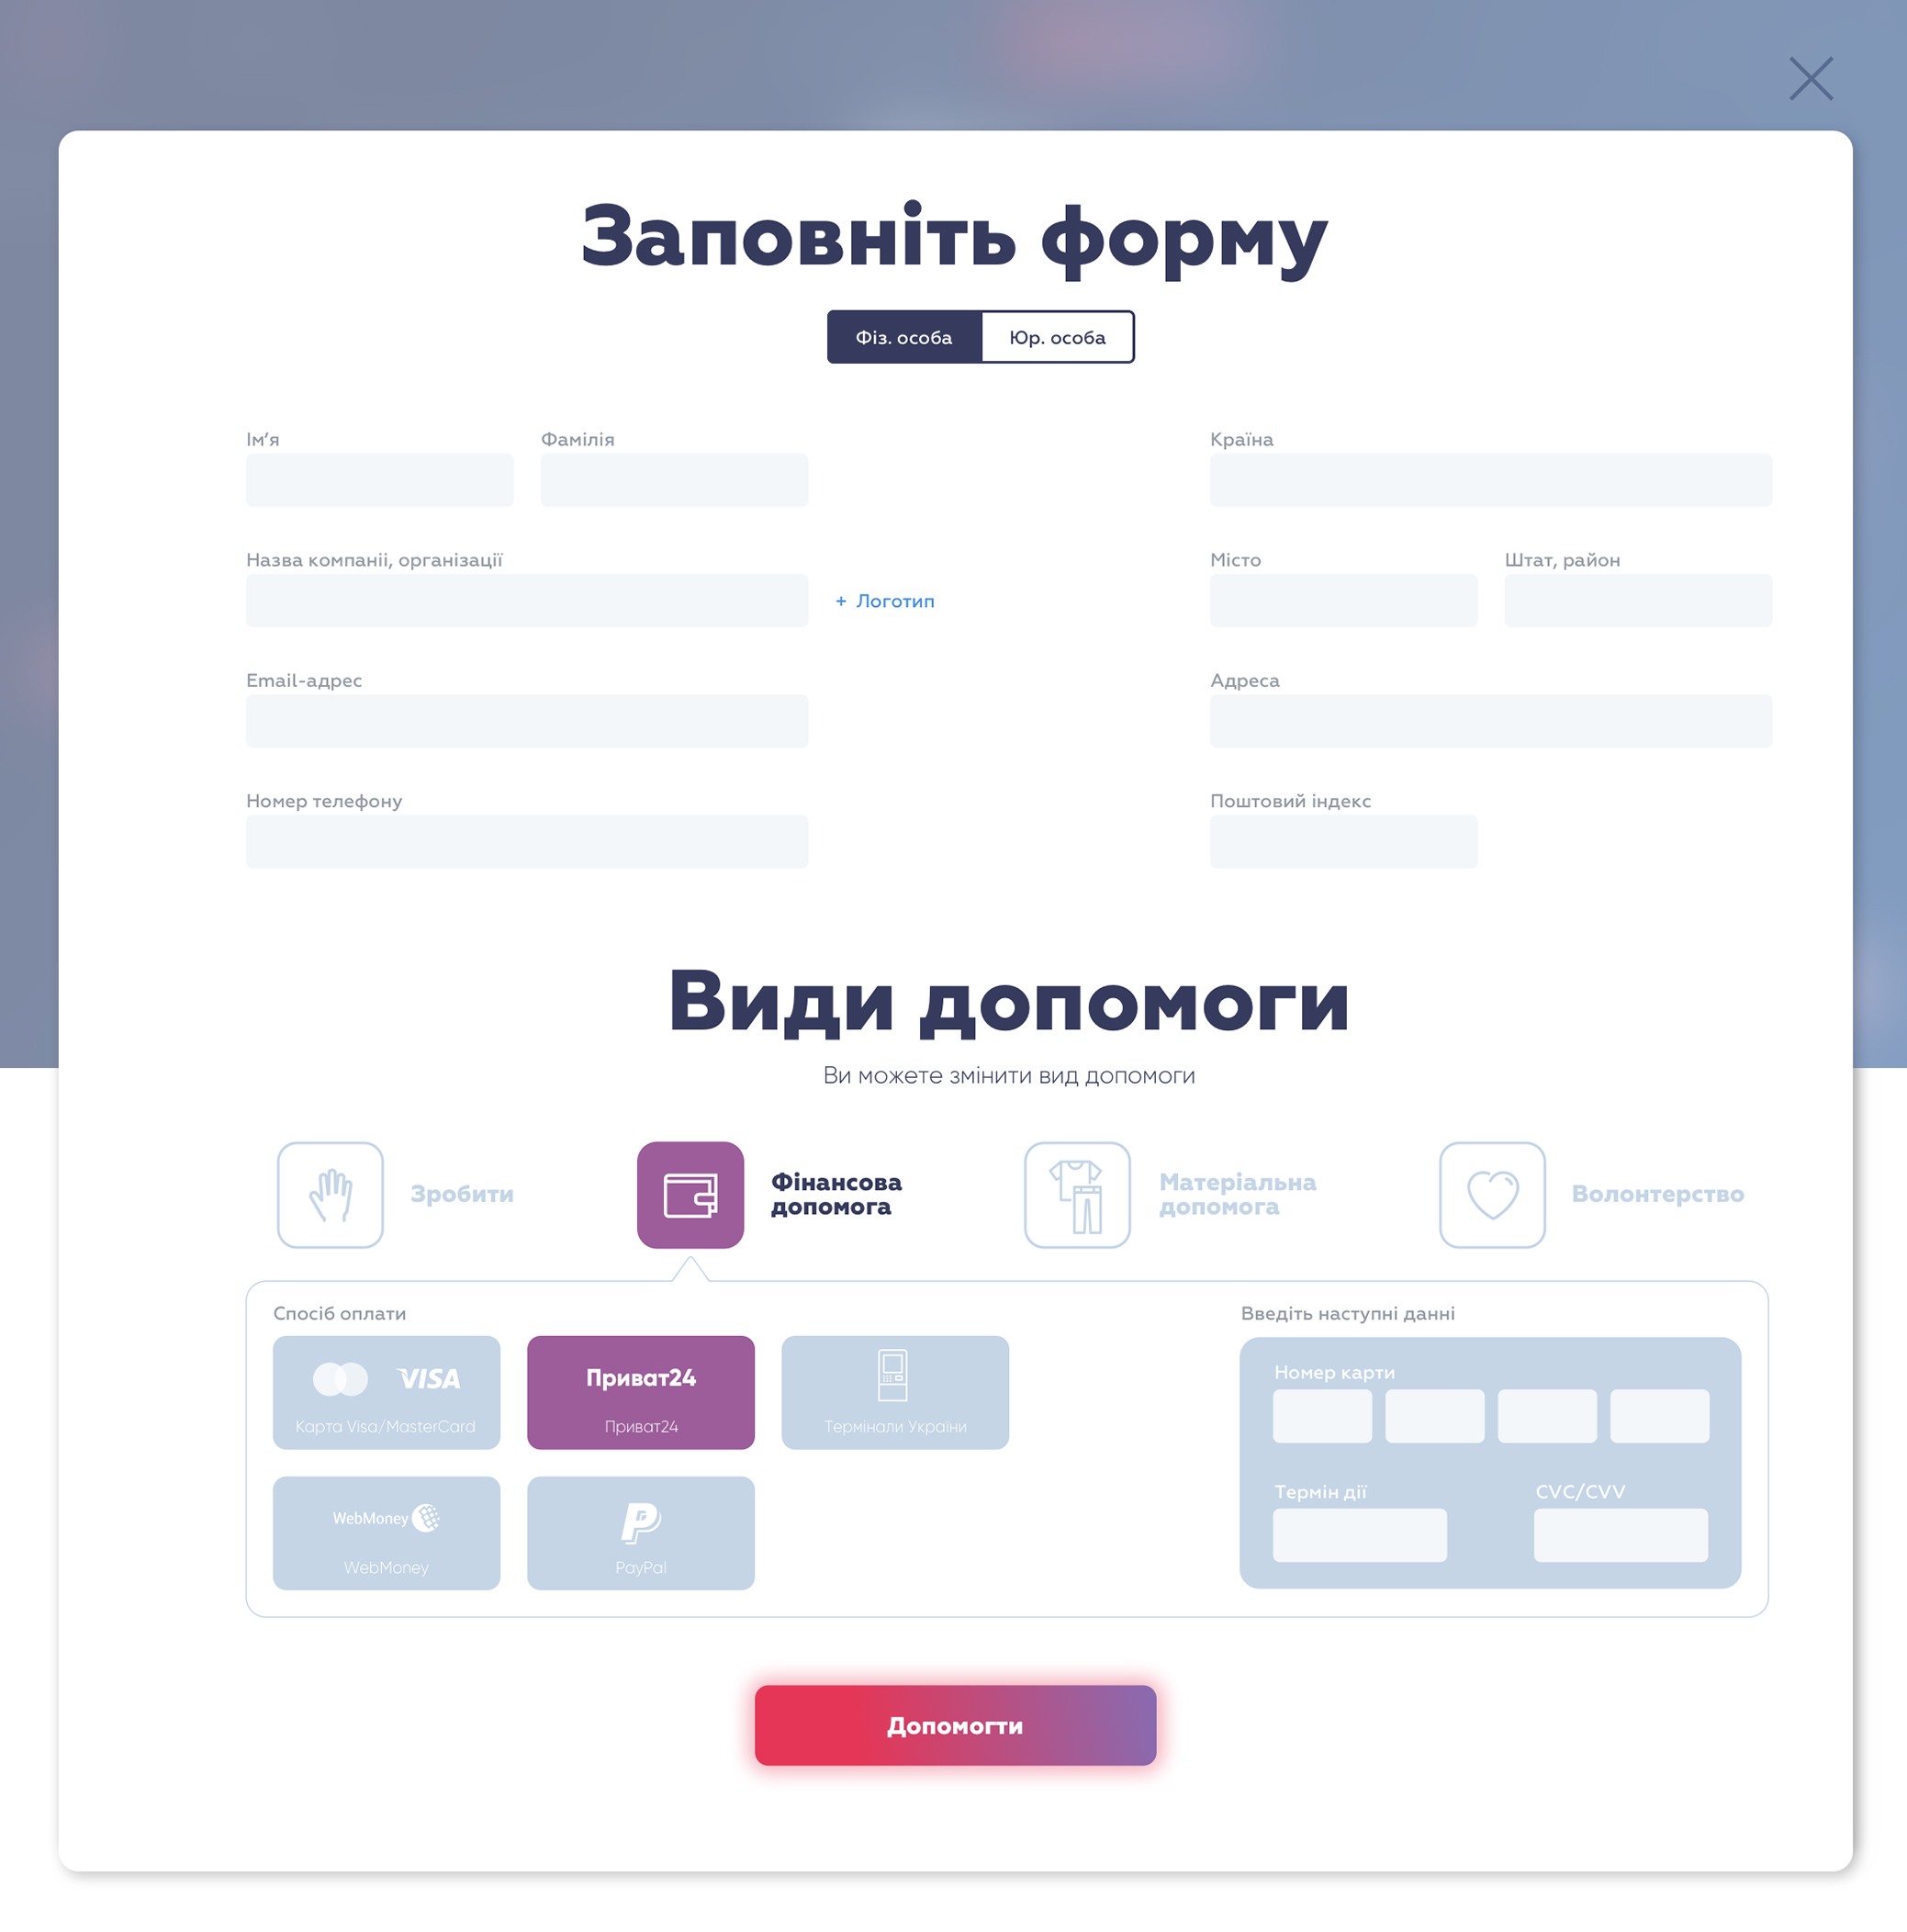 Заповніть форму
Фіз. особа
Юр. особа
Ім’я
Фамілія
Країна
Назва компаніі, організації
+ Логотип
Місто
Штат, район
Email-адрес
Адреса
Номер телефону
Поштовий індекс
Види допомоги
Ви можете змінити вид допомоги
Зробити
Фінансова
допомога
Матеріальна
допомога
Волонтерство
Спосіб оплати
VISA
Карта Visa/MasterCard
Приват24
Приват24
Термінали України
WebMoney
WebMoney
PayPal
Введіть наступні данні
Номер карти
Термін дії
CVC/CVV
Допомогти